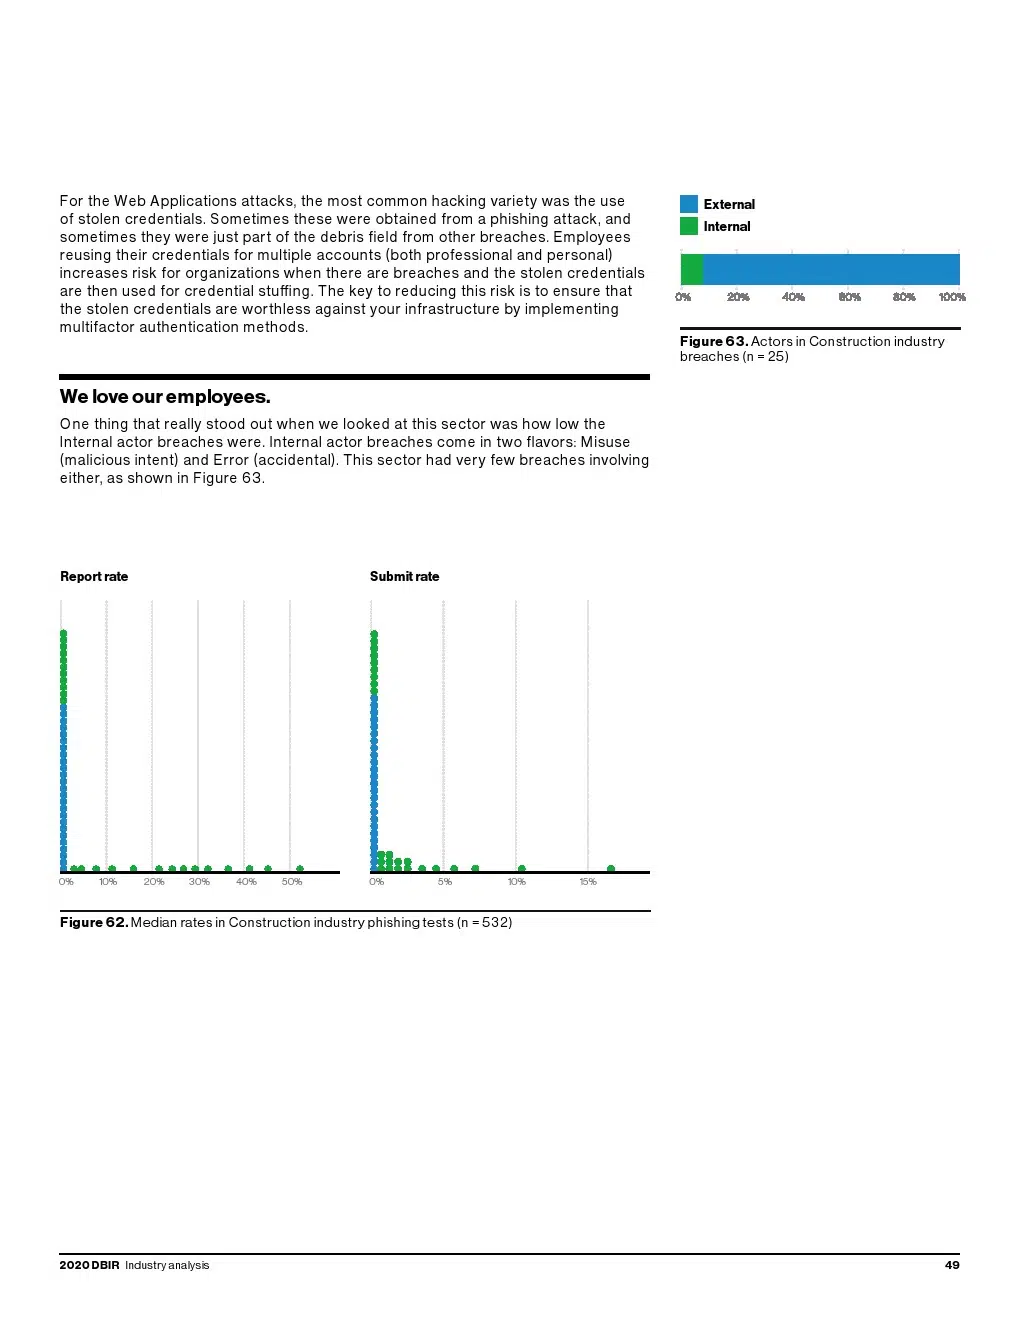 For the Web Applications attacks, the most common hacking variety was the use
of stolen credentials. Sometimes these were obtained from a phishing attack, and
sometimes they were just part of the debris field from other breaches. Employees
reusing their credentials for multiple accounts (both professional and personal)
increases risk for organizations when there are breaches and the stolen credentials
are then used for credential stuffing. The key to reducing this risk is to ensure that
the stolen credentials are worthless against your infrastructure by implementing
multifactor authentication methods.
We love our employees.
One thing that really stood out when we looked at this sector was how low the
Internal actor breaches were. Internal actor breaches come in two flavors: Misuse
(malicious intent) and Error (accidental). This sector had very few breaches involving
either, as shown in Figure 63.
External
Internal
0% 20% 40% 60% 80% 100%
Figure 63. Actors in Construction industry
breaches (n = 25)
Report rate
0% 10% 20% 30% 40% 50%
Submit rate
0% 5% 10% 15%
Figure 62. Median rates in Construction industry phishing tests (n = 532)
2020 DBIR Industry analysis
49